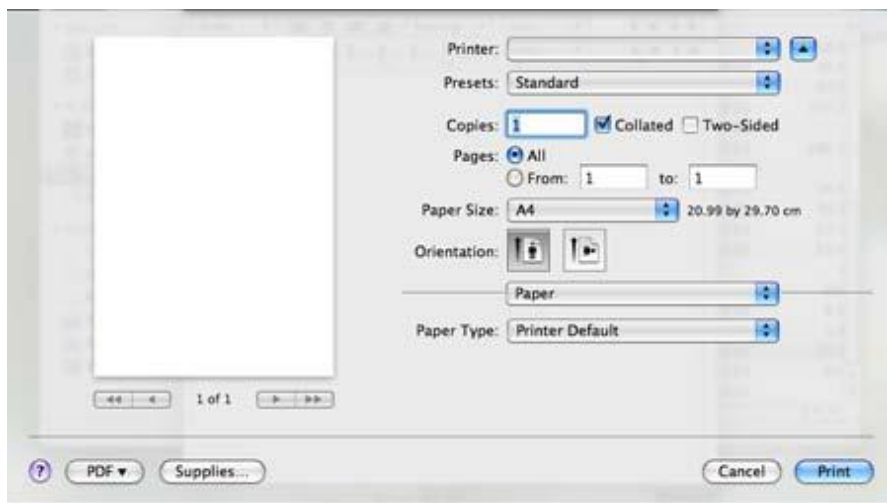 Printer:
Presets: Standard
Copies: 1 Collated Two-Sided
Pages: All
From: 1 to: 1
Paper Size: A4 20.99 by 29.70 cm
Orientation:
Paper
Paper Type: Printer Default
1 of 1
? PDF Supplies... Cancel Print